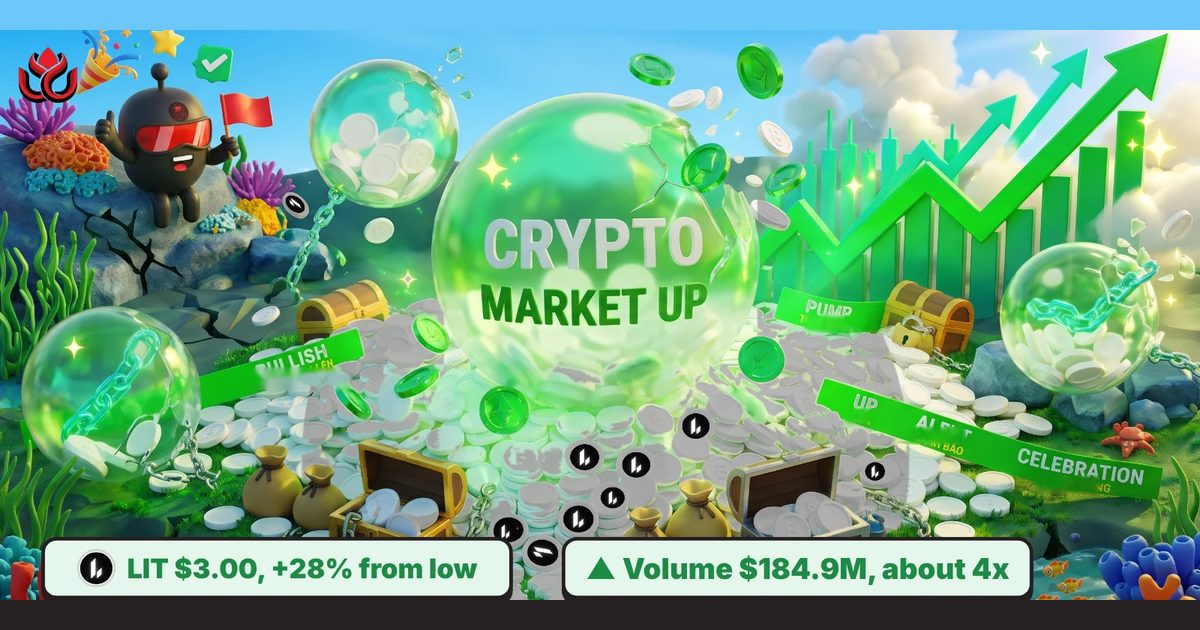 CRYPTO
MARKET UP
PUMP
UP
CELEBRATION
LIT $3.00, +28% from low
▲ Volume $184.9M, about 4x